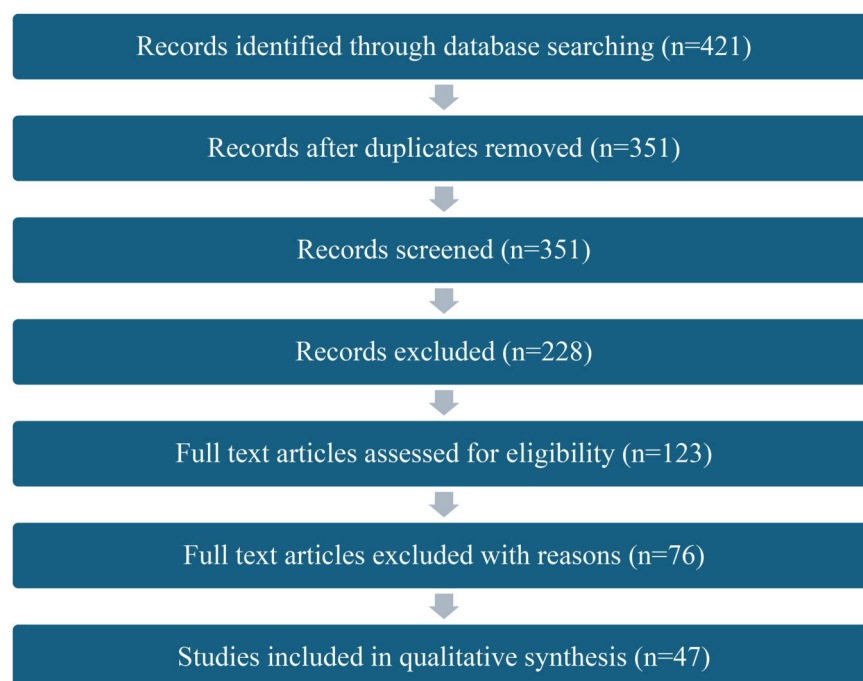 Records identified through database searching (n=421)
Records after duplicates removed (n=351)
Records screened (n=351)
Records excluded (n=228)
Full text articles assessed for eligibility (n=123)
Full text articles excluded with reasons (n=76)
Studies included in qualitative synthesis (n=47)